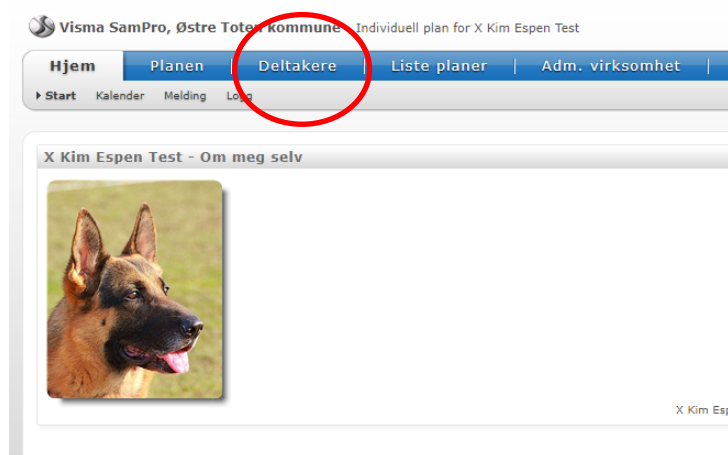 Visma SamPro, Østre Toten kommune - Individuell plan for X Kim Espen Test
Hjem Planen Deltakere Liste planer Adm. virksomhet
Start Kalender Melding Logg
X Kim Espen Test - Om meg selv
X Kim Esp